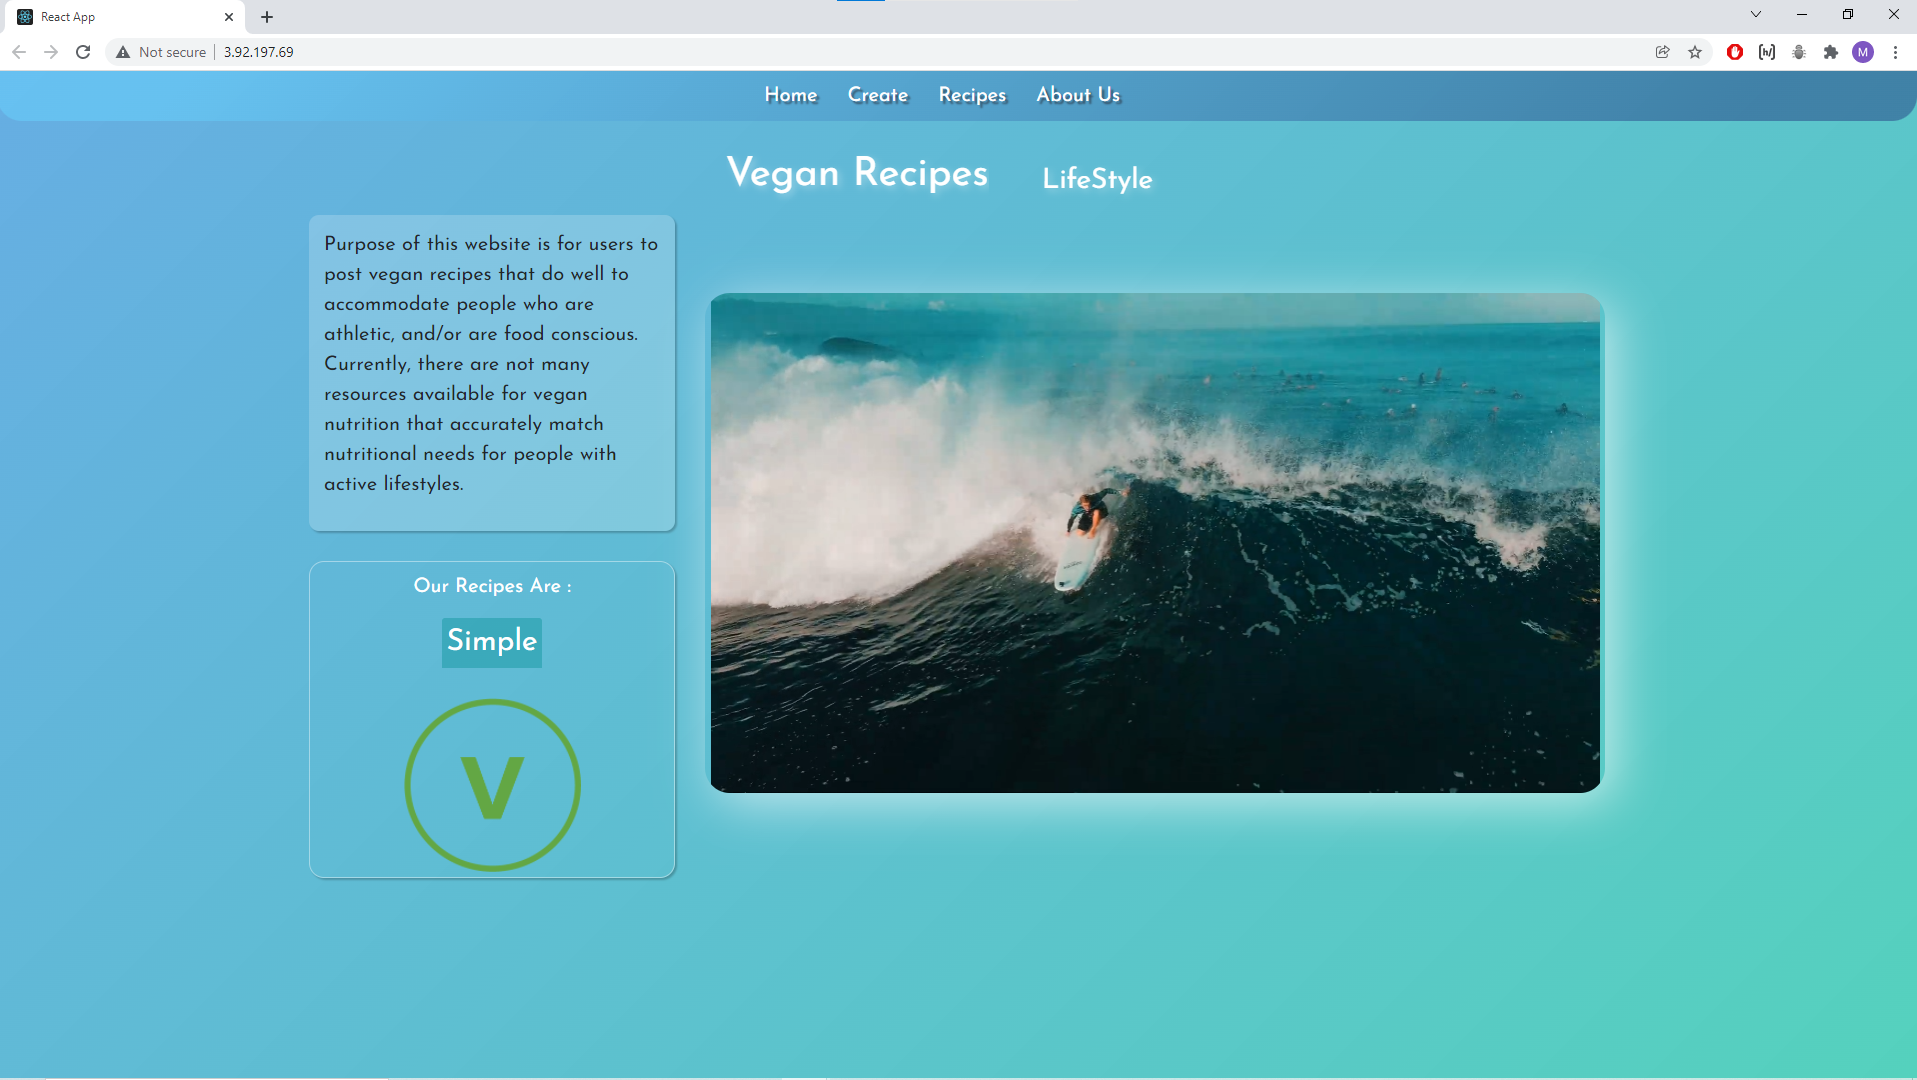 React App
Not secure
3.92.197.69
M
Home Create Recipes About Us
Vegan Recipes LifeStyle
Purpose of this website is for users to
post vegan recipes that do well to
accommodate people who are
athletic, and/or are food conscious.
Currently, there are not many
resources available for vegan
nutrition that accurately match
nutritional needs for people with
active lifestyles.
Our Recipes Are :
Simple
V